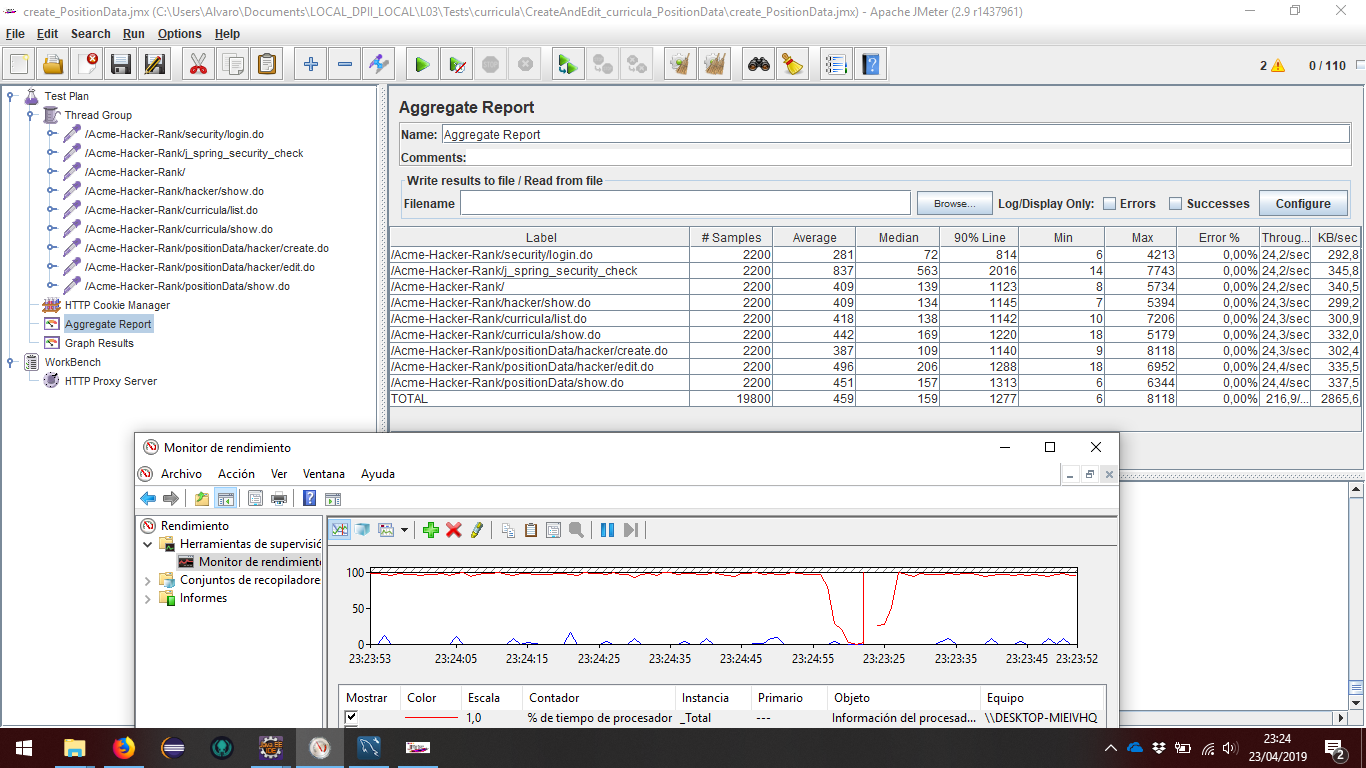 create_PositionData.jmx (C:\Users\Alvaro\Documents\LOCAL_DPII_LOCAL\L03\Tests\curricula\CreateAndEdit_curricula_PositionData\create_PositionData.jmx) - Apache JMeter (2.9 r1437961)
File Edit Search Run Options Help
2 0 / 110
Test Plan
Thread Group
/Acme-Hacker-Rank/security/login.do
/Acme-Hacker-Rank/j_spring_security_check
/Acme-Hacker-Rank/
/Acme-Hacker-Rank/hacker/show.do
/Acme-Hacker-Rank/curricula/list.do
/Acme-Hacker-Rank/curricula/show.do
/Acme-Hacker-Rank/positionData/hacker/create.do
/Acme-Hacker-Rank/positionData/hacker/edit.do
/Acme-Hacker-Rank/positionData/show.do
HTTP Cookie Manager
Aggregate Report
Graph Results
WorkBench
HTTP Proxy Server
Aggregate Report
Name: Aggregate Report
Comments:
Write results to file / Read from file
Filename Browse... Log/Display Only: Errors Successes Configure
Label # Samples Average Median 90% Line Min Max Error % Throug... KB/sec
/Acme-Hacker-Rank/security/login.do 2200 281 72 814 6 4213 0,00% 24,2/sec 292,8
/Acme-Hacker-Rank/j_spring_security_check 2200 837 563 2016 14 7743 0,00% 24,2/sec 345,8
/Acme-Hacker-Rank/ 2200 409 139 1123 8 5734 0,00% 24,2/sec 340,5
/Acme-Hacker-Rank/hacker/show.do 2200 409 134 1145 7 5394 0,00% 24,3/sec 299,2
/Acme-Hacker-Rank/curricula/list.do 2200 418 138 1142 10 7206 0,00% 24,3/sec 300,9
/Acme-Hacker-Rank/curricula/show.do 2200 442 169 1220 18 5179 0,00% 24,3/sec 332,0
/Acme-Hacker-Rank/positionData/hacker/create.do 2200 387 109 1140 9 8118 0,00% 24,3/sec 302,4
/Acme-Hacker-Rank/positionData/hacker/edit.do 2200 496 206 1288 18 6952 0,00% 24,4/sec 335,5
/Acme-Hacker-Rank/positionData/show.do 2200 451 157 1313 6 6344 0,00% 24,4/sec 337,5
TOTAL 19800 459 159 1277 6 8118 0,00% 216,9/... 2865,6
Monitor de rendimiento
Archivo Acción Ver Ventana Ayuda
Rendimiento
Herramientas de supervisió
Monitor de rendimient
Conjuntos de recopiladore
Informes
100
50
0
23:23:53 23:24:05 23:24:15 23:24:25 23:24:35 23:24:45 23:24:55 23:23:25 23:23:35 23:23:45 23:23:52
Mostrar Color Escala Contador Instancia Primario Objeto Equipo
1,0 % de tiempo de procesador _Total --- Información del procesad... \\DESKTOP-MIEIVHQ
23:24
23/04/2019
2